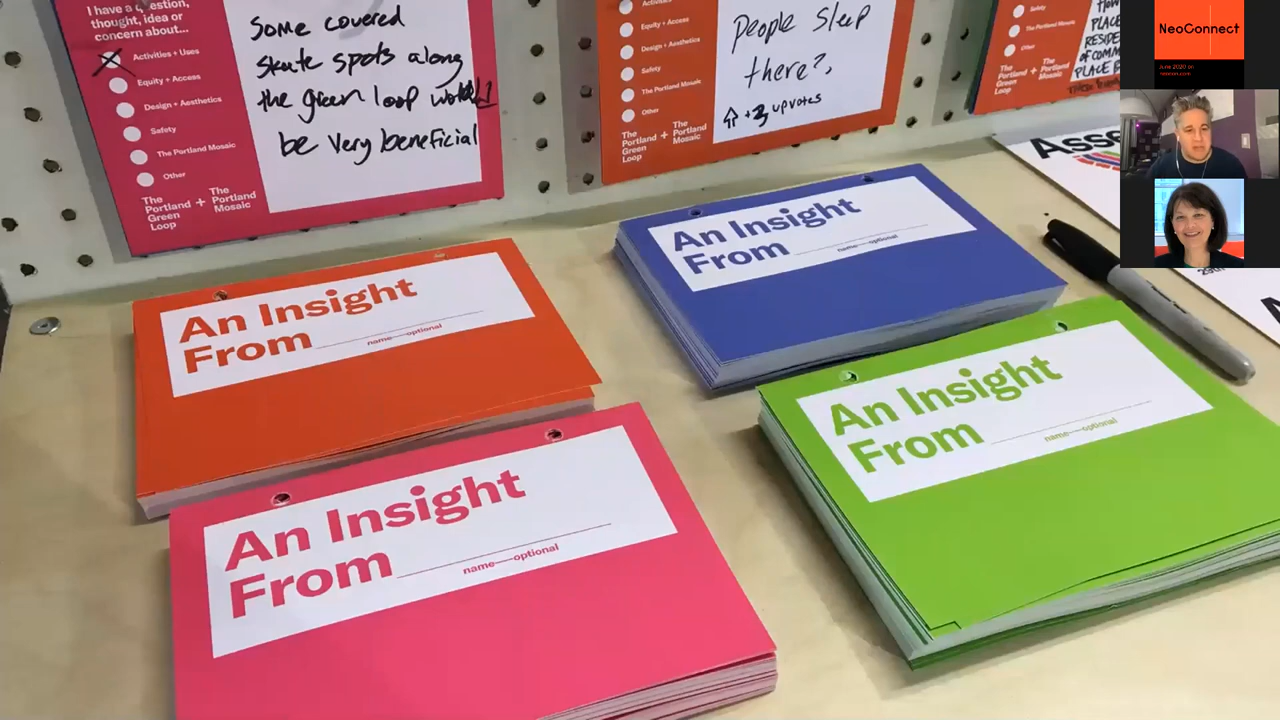 I have a question,
thought, idea or
concern about...
Activities + Uses
Equity + Access
Design + Aesthetics
Safety
The Portland Mosaic
Other
The
Portland
Green
Loop
+
The
Portland
Mosaic
Some covered
skate spots along
the green loop would
be very beneficial
Activities
Equity + Access
Design + Aesthetics
Safety
The Portland Mosaic
Other
The
Portland
Green
Loop
+
The
Portland
Mosaic
People Sleep
there?,
upvotes
Safety
The Portland Mosaic
Other
The
Portland
Green
Loop
+
The
Portland
Mosaic
PLACE
NeoConnect
An Insight
From
name—optional
An Insight
From
name—optional
An Insight
From
name—optional
An Insight
From
name—optional